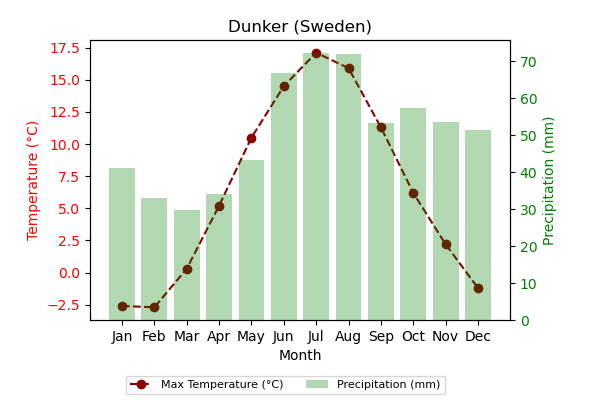 Dunker (Sweden)
Temperature (°C)
17.5
15.0
12.5
10.0
7.5
5.0
2.5
0.0
−2.5
70
60
50
40
30
20
10
0
Precipitation (mm)
Jan Feb Mar Apr May Jun Jul Aug Sep Oct Nov Dec
Month
Max Temperature (°C) Precipitation (mm)